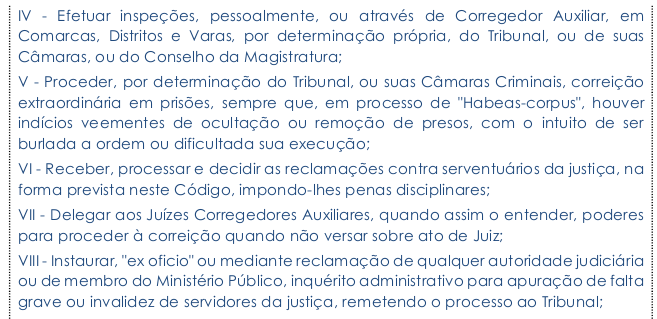 IV - Efetuar inspeções, pessoalmente, ou através de Corregedor Auxiliar, em
Comarcas, Distritos e Varas, por determinação própria, do Tribunal, ou de suas
Câmaras, ou do Conselho da Magistratura;
V - Proceder, por determinação do Tribunal, ou suas Câmaras Criminais, correição
extraordinária em prisões, sempre que, em processo de "Habeas-corpus", houver
indícios veementes de ocultação ou remoção de presos, com o intuito de ser
burlada a ordem ou dificultada sua execução;
VI - Receber, processar e decidir as reclamações contra serventuários da justiça, na
forma prevista neste Código, impondo-lhes penas disciplinares;
VII - Delegar aos Juízes Corregedores Auxiliares, quando assim o entender, poderes
para proceder à correição quando não versar sobre ato de Juiz;
VIII - Instaurar, "ex oficio" ou mediante reclamação de qualquer autoridade judiciária
ou de membro do Ministério Público, inquérito administrativo para apuração de falta
grave ou invalidez de servidores da justiça, remetendo o processo ao Tribunal;